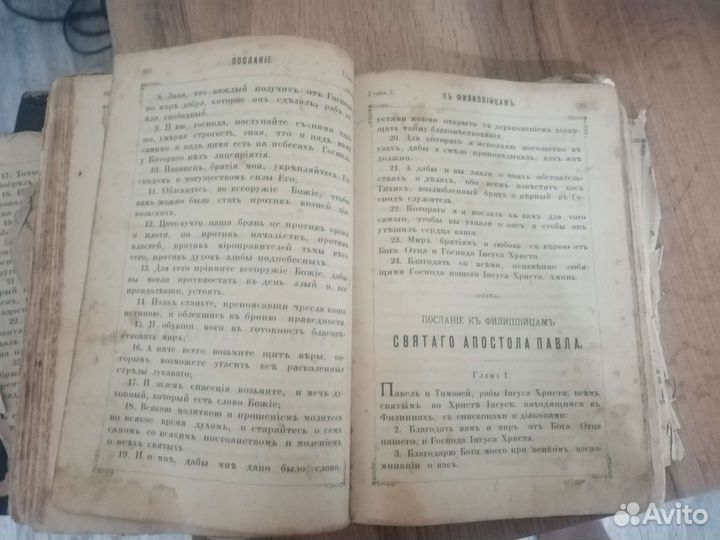 ПОСЛАНІЕ
8. Зная, что каждый получитъ отъ Господа
по мѣрѣ добра, которое онъ сдѣлалъ, рабъ
или свободный.
9. И вы, господа, поступайте съ ними
умѣряя строгость, зная, что и надъ вами
самими и надъ ними есть на небесахъ Господь,
у Котораго нѣтъ лицепріятія.
10. Наконецъ, братія мои, укрѣпляйтесь
Господомъ и могуществомъ силы Его;
11. Облекитесь во всеоружіе Божіе, чтобы
вамъ можно было стать противъ козней дія-
вольскихъ.
12. Потомучто наша брань не противъ крови
и плоти, но противъ начальствъ, противъ
властей, противъ міроправителей тьмы вѣка
сего, противъ духовъ злобы поднебесныхъ.
13. Для сего пріимите всеоружіе Божіе, дабы
вы могли противостать въ день злый и, все
преодолѣвши, устоять.
14. Итакъ станьте, препоясавши чресла ваши
истиною, и облекшись въ броню праведности,
15. И обувши ноги въ готовность благовѣ-
ствовать миръ;
16. А паче всего возьмите щитъ вѣры, ко-
торымъ возможете угасить всѣ раскаленныя
стрѣлы лукаваго;
17. И шлемъ спасенія возьмите, и мечъ ду-
ховный, который есть слово Божіе;
18. Всякою молитвою и прошеніемъ молитесь
во всякое время духомъ, и старайтесь о семъ
самомъ со всякимъ постоянствомъ и моленіемъ
о всѣхъ святыхъ
19. И о мнѣ, дабы мнѣ дано было слово,
Глава 1.
КЪ ФИЛИППІЙЦАМЪ
устами моими открыто съ дерзновеніемъ возвѣ-
щать тайну благовѣствованія,
20. Для котораго я исполняю посольство въ
узахъ, дабы я смѣло проповѣдывалъ, какъ мнѣ
должно.
21. А дабы и вы знали о моихъ обстоятель-
ствахъ и дѣлахъ, обо всемъ извѣститъ васъ
Тихикъ, возлюбленный братъ и вѣрный въ Го-
сподѣ служитель,
22. Котораго я и послалъ къ вамъ для того
самаго, чтобы вы узнали о насъ и чтобы онъ
утѣшилъ сердца ваши.
23. Миръ братіямъ и любовь съ вѣрою отъ
Бога Отца и Господа Іисуса Христа.
24. Благодать со всѣми, неизмѣнно любя-
щими Господа нашего Іисуса Христа. Аминь.
ПОСЛАНІЕ КЪ ФИЛИППІЙЦАМЪ
СВЯТАГО АПОСТОЛА ПАВЛА.
Глава 1.
Павелъ и Тимоѳей, рабы Іисуса Христа, всѣмъ
святымъ во Христѣ Іисусѣ, находящимся въ
Филиппахъ, съ епископами и діаконами:
2. Благодать вамъ и миръ отъ Бога, Отца
нашего, и Господа Іисуса Христа.
3. Благодарю Бога моего при всякомъ воспо-
минаніи о васъ,
Avito